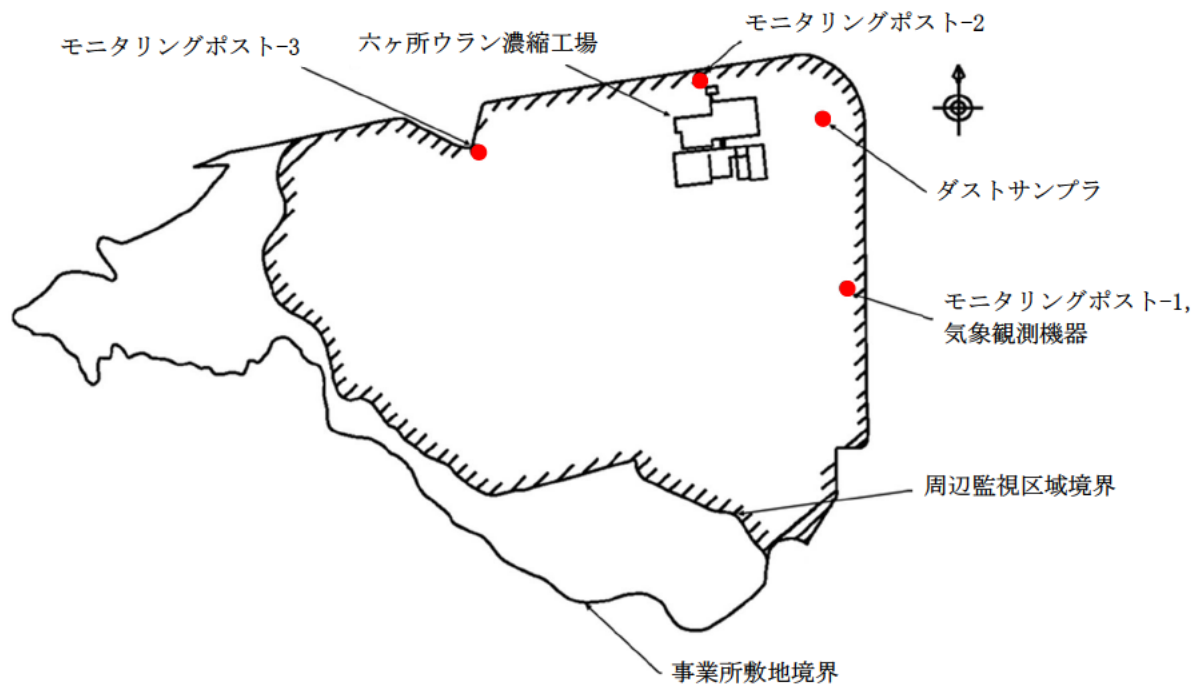 モニタリングポスト-2
モニタリングポスト-3
六ヶ所ウラン濃縮工場
ダストサンプラ
モニタリングポスト-1,
気象観測機器
周辺監視区域境界
事業所敷地境界